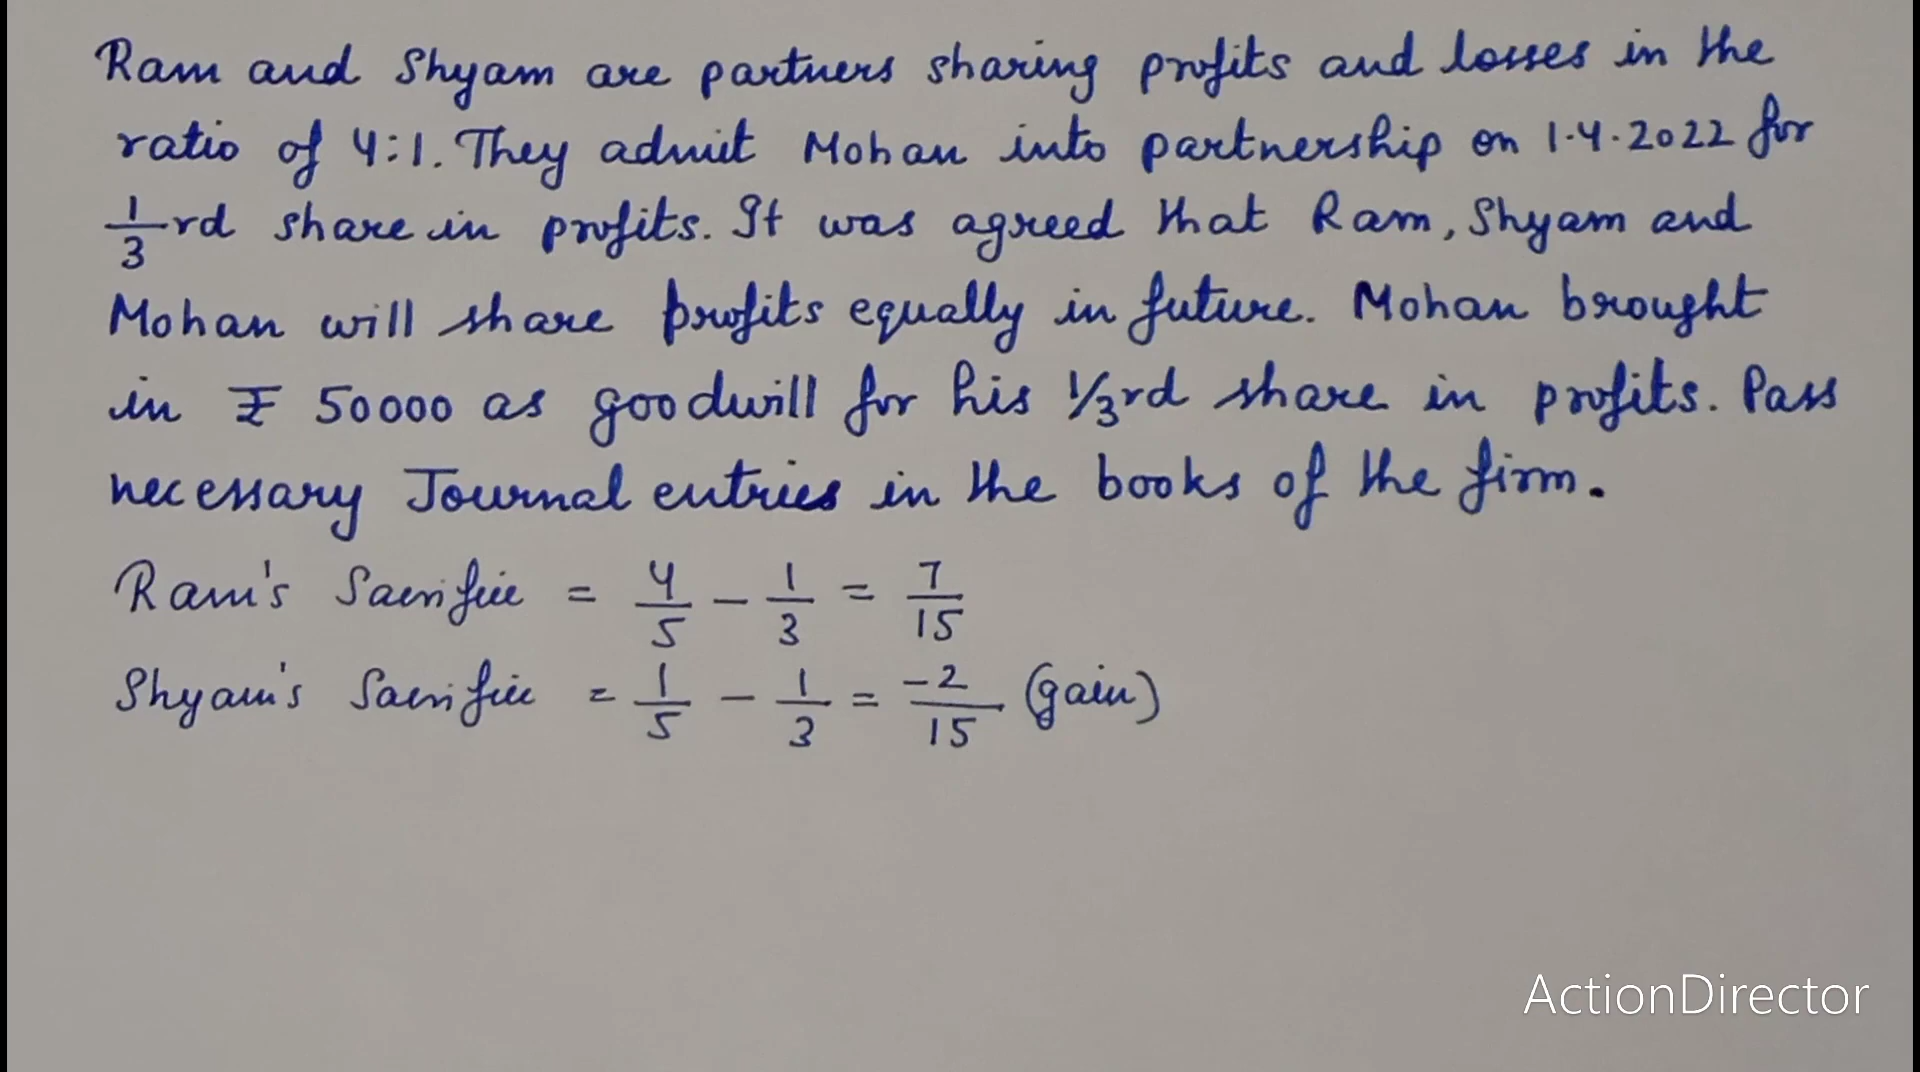 Ram and Shyam are partners sharing profits and losses in the
ratio of 4:1. They admit Mohan into partnership on 1.4.2022 for
1/3 rd share in profits. It was agreed that Ram, Shyam and
Mohan will share profits equally in future. Mohan brought
in ₹ 50000 as goodwill for his 1/3rd share in profits. Pass
necessary Journal entries in the books of the firm.
Ram's Sacrifice = 4/5 - 1/3 = 7/15
Shyam's Sacrifice = 1/5 - 1/3 = -2/15 (gain)
ActionDirector